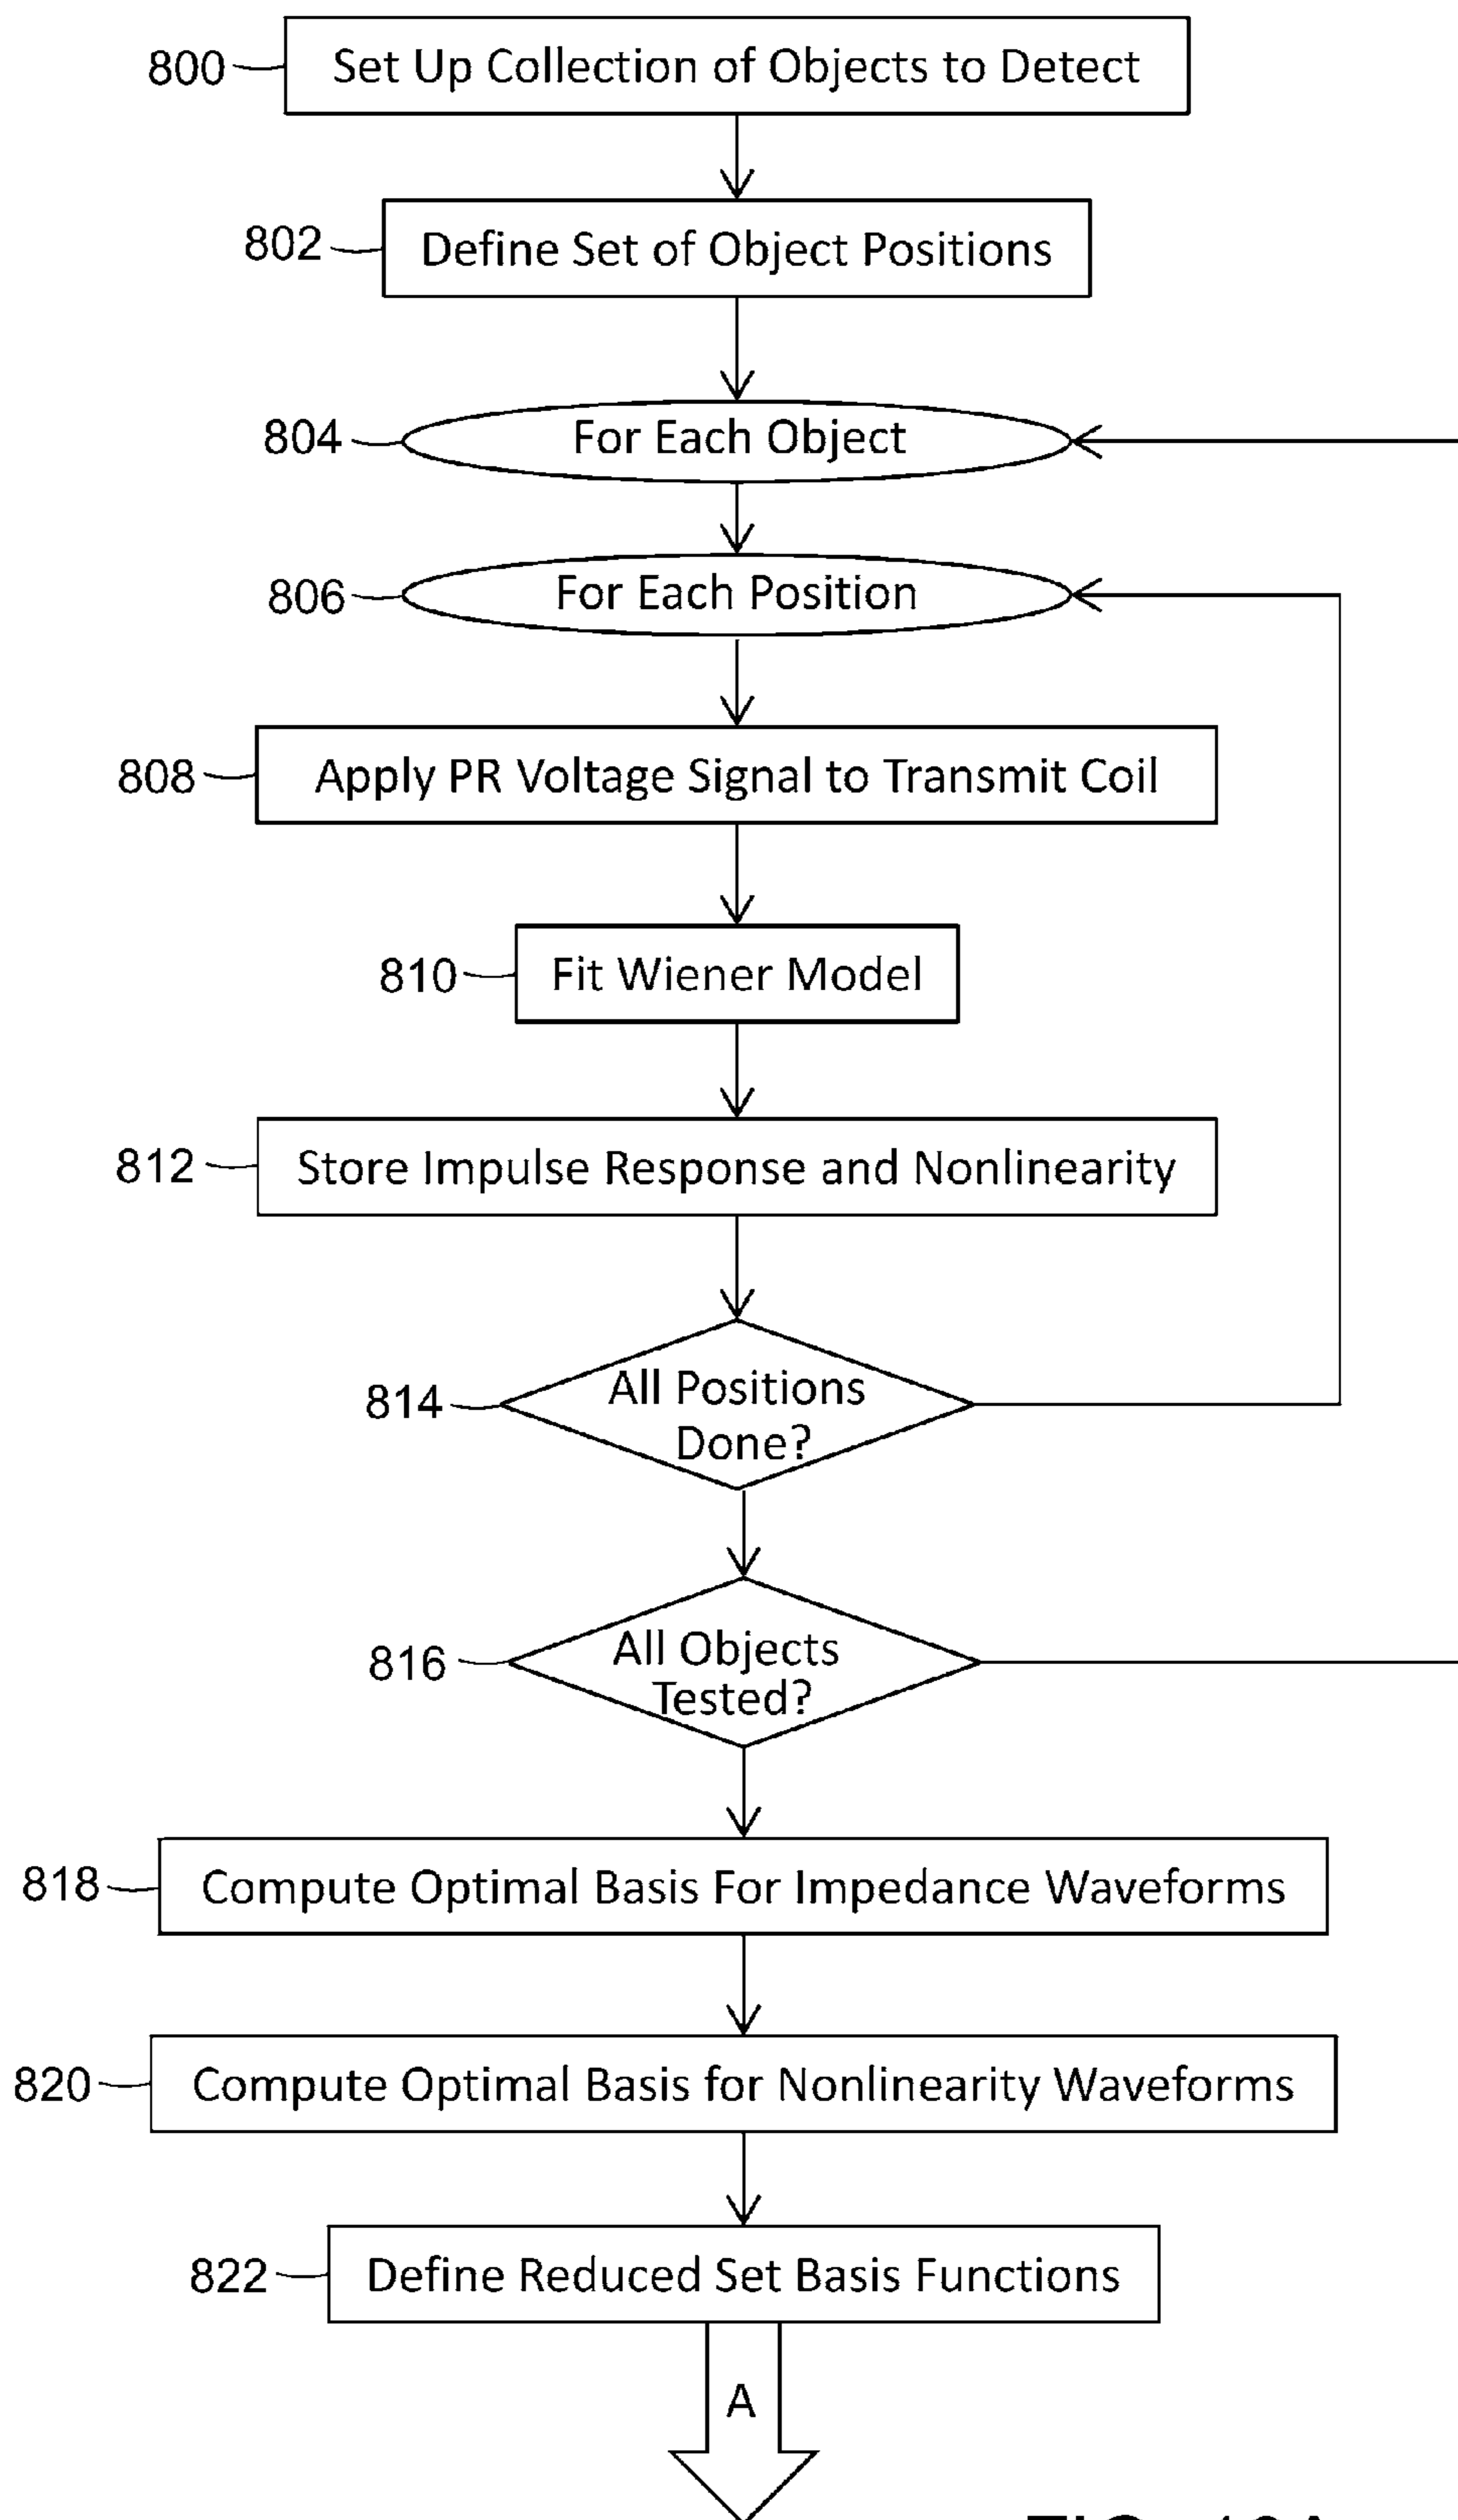 800 Set Up Collection of Objects to Detect
802 Define Set of Object Positions
804 For Each Object
806 For Each Position
808 Apply PR Voltage Signal to Transmit Coil
810 Fit Wiener Model
812 Store Impulse Response and Nonlinearity
814 All Positions
Done?
816 All Objects
Tested?
818 Compute Optimal Basis For Impedance Waveforms
820 Compute Optimal Basis for Nonlinearity Waveforms
822 Define Reduced Set Basis Functions
A